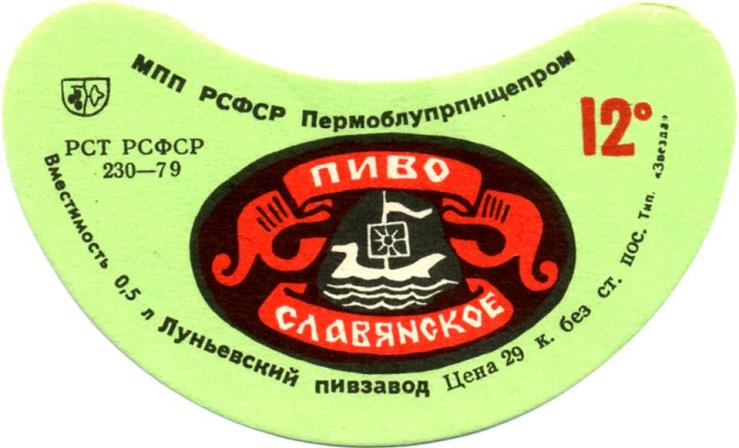 МПП РСФСР Пермоблупрпищепром
РСТ РСФСР
230—79
12°
ПИВО
СЛАВЯНСКОЕ
Вместимость 0,5 л Луньевский пивзавод Цена 29 к. без ст. ПОС. Тип. «Звезда»